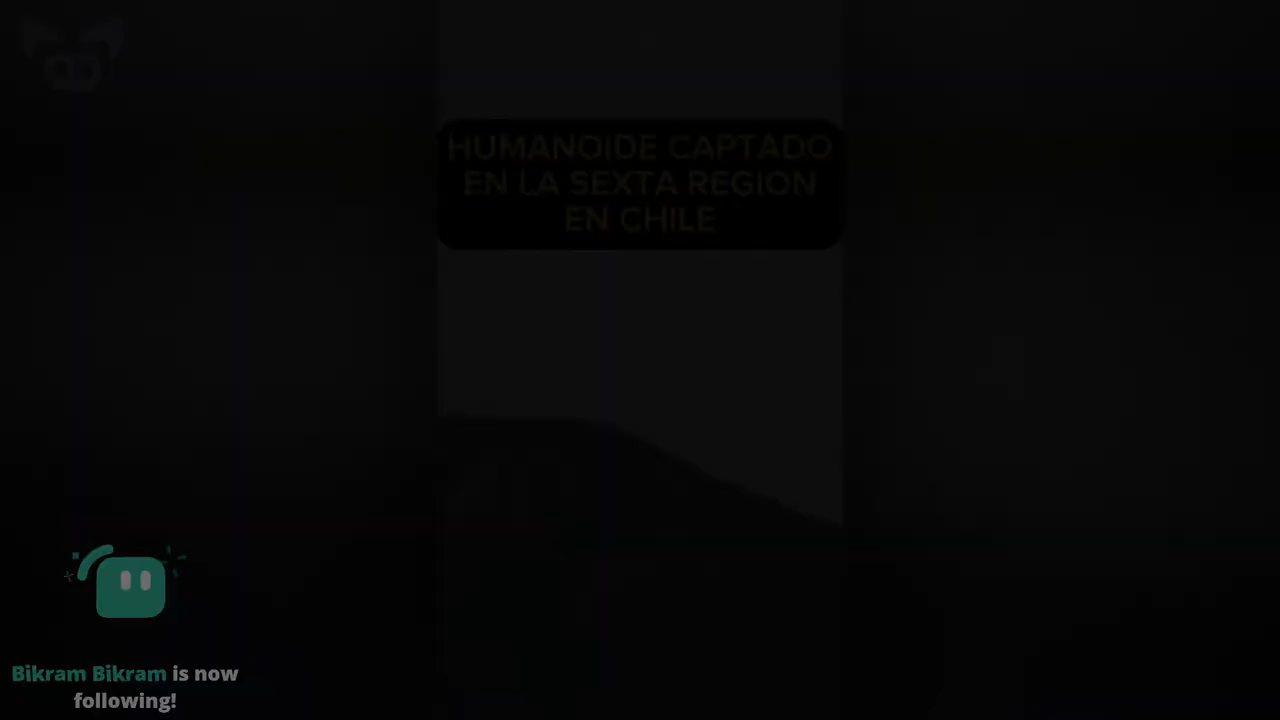 HUMANOIDE CAPTADO
EN LA SEXTA REGION
EN CHILE
Bikram Bikram is now
following!